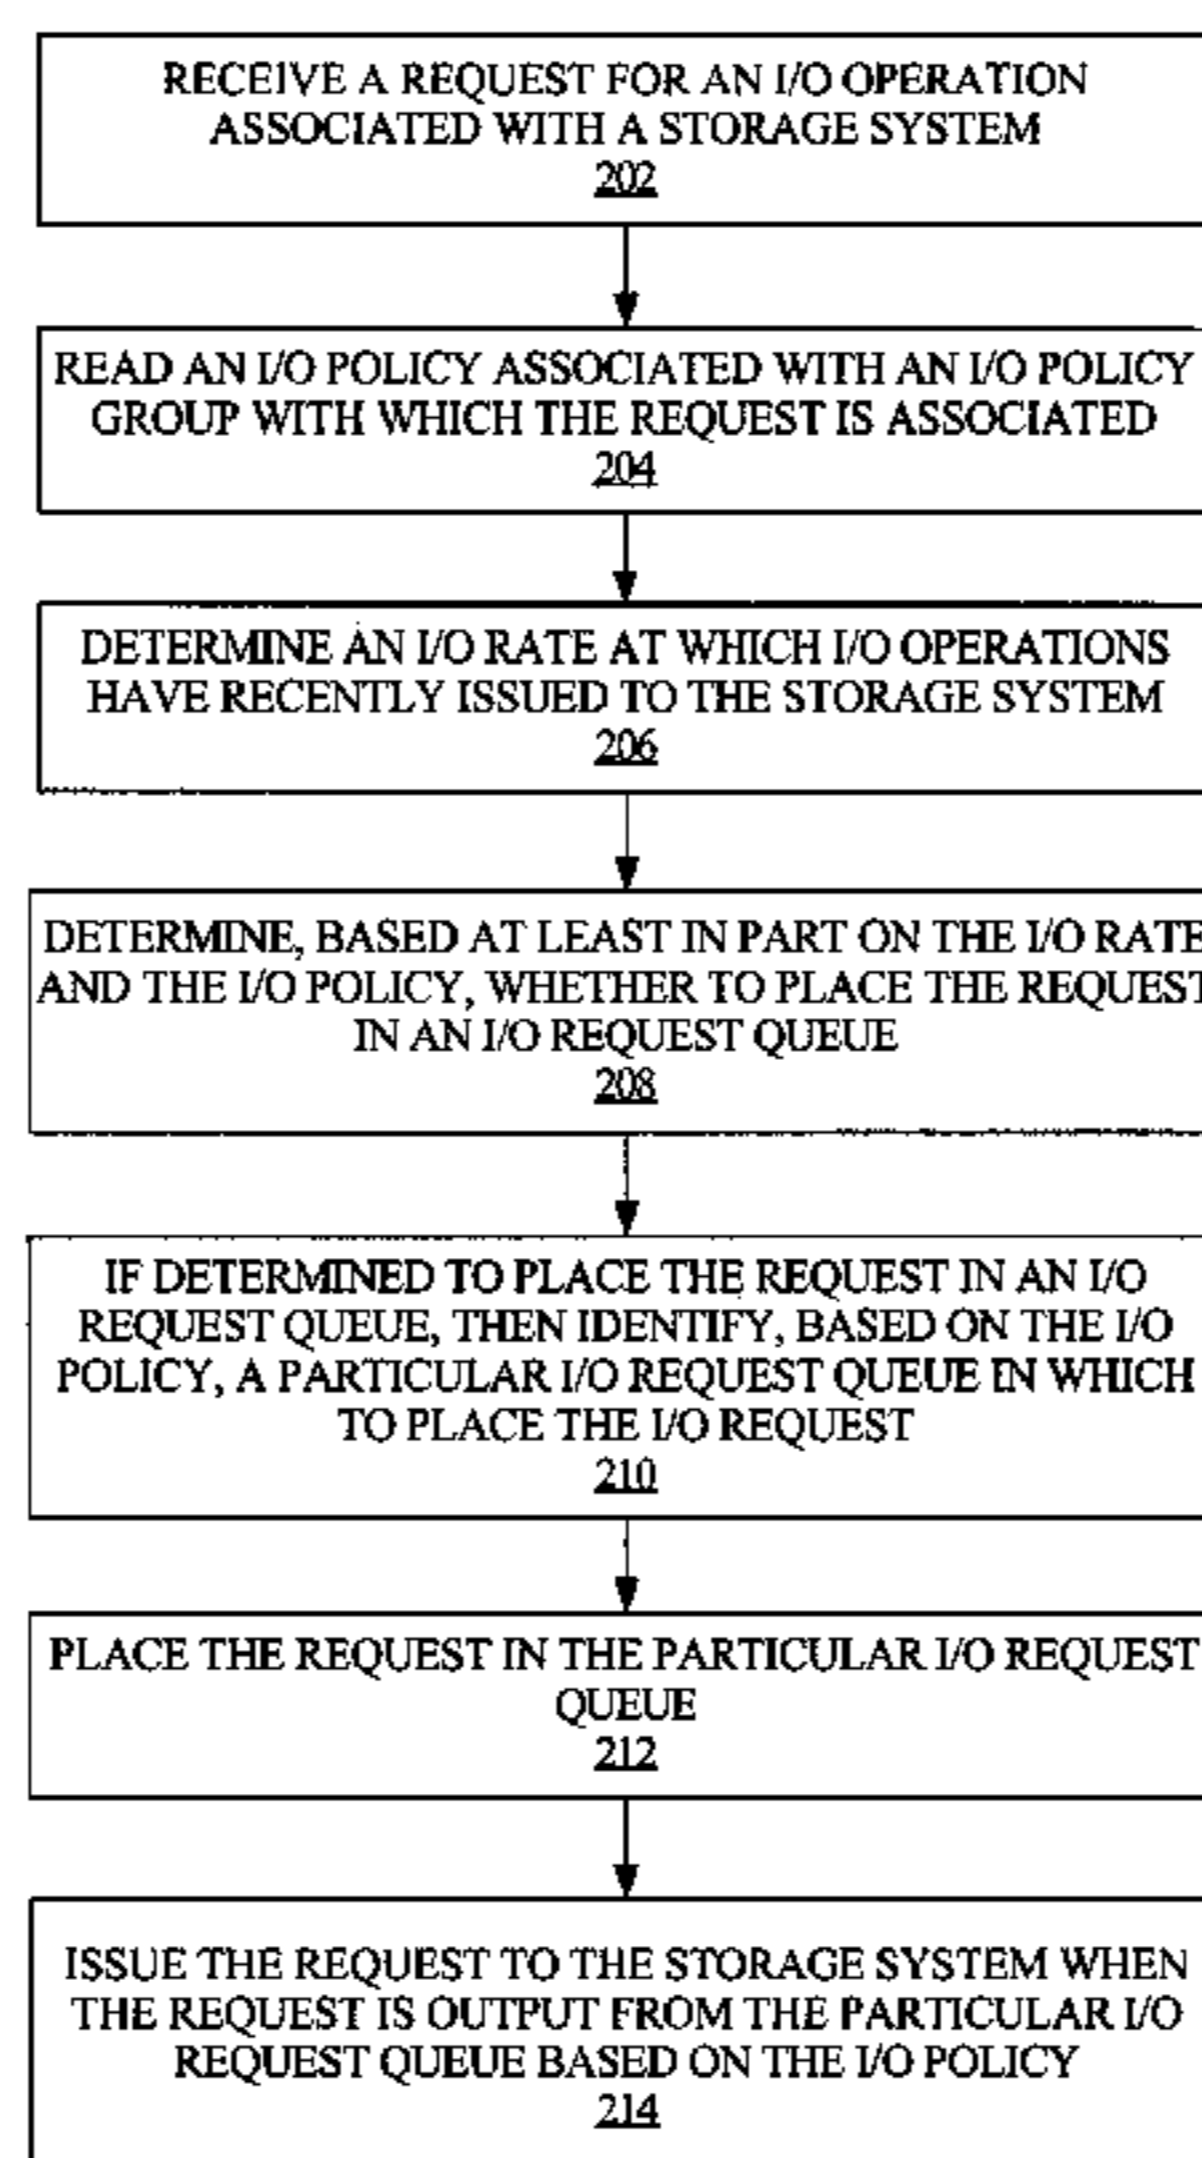 RECEIVE A REQUEST FOR AN I/O OPERATION
ASSOCIATED WITH A STORAGE SYSTEM
202
READ AN I/O POLICY ASSOCIATED WITH AN I/O POLICY
GROUP WITH WHICH THE REQUEST IS ASSOCIATED
204
DETERMINE AN I/O RATE AT WHICH I/O OPERATIONS
HAVE RECENTLY ISSUED TO THE STORAGE SYSTEM
206
DETERMINE, BASED AT LEAST IN PART ON THE I/O RATE
AND THE I/O POLICY, WHETHER TO PLACE THE REQUEST
IN AN I/O REQUEST QUEUE
208
IF DETERMINED TO PLACE THE REQUEST IN AN I/O
REQUEST QUEUE, THEN IDENTIFY, BASED ON THE I/O
POLICY, A PARTICULAR I/O REQUEST QUEUE IN WHICH
TO PLACE THE I/O REQUEST
210
PLACE THE REQUEST IN THE PARTICULAR I/O REQUEST
QUEUE
212
ISSUE THE REQUEST TO THE STORAGE SYSTEM WHEN
THE REQUEST IS OUTPUT FROM THE PARTICULAR I/O
REQUEST QUEUE BASED ON THE I/O POLICY
214